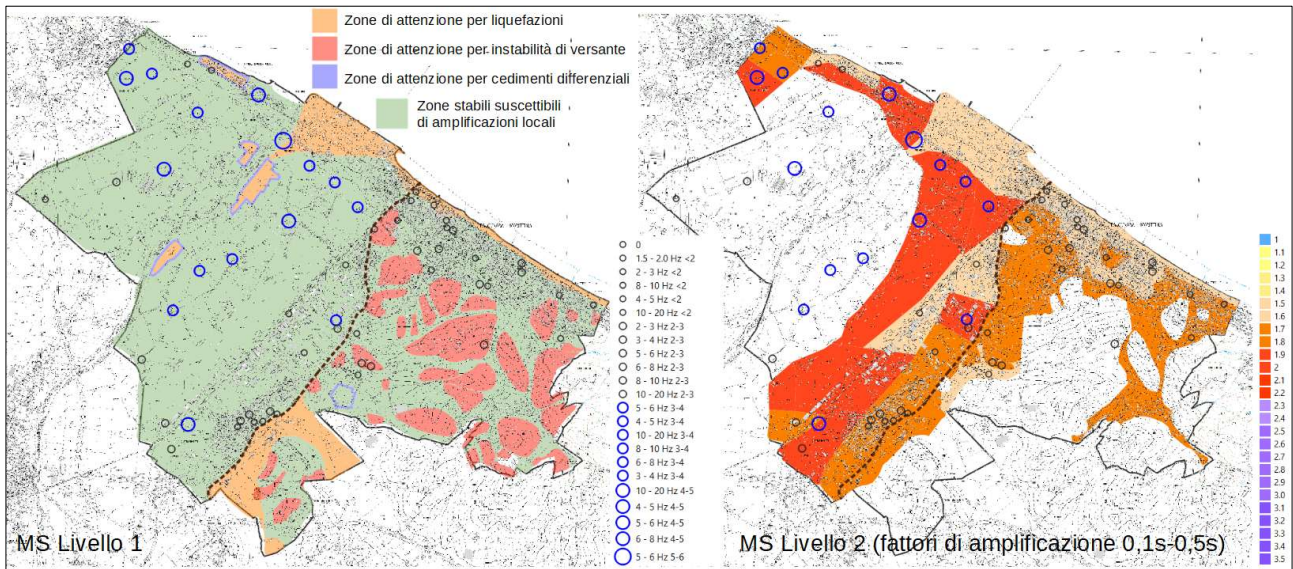 Zone di attenzione per liquefazioni
Zone di attenzione per instabilità di versante
Zone di attenzione per cedimenti differenziali
Zone stabili suscettibili
di amplificazioni locali
0
1.5 - 2.0 Hz <2
2 - 3 Hz <2
8 - 10 Hz <2
4 - 5 Hz <2
10 - 20 Hz <2
2 - 3 Hz 2-3
3 - 4 Hz 2-3
5 - 6 Hz 2-3
6 - 8 Hz 2-3
8 - 10 Hz 2-3
10 - 20 Hz 2-3
5 - 6 Hz 3-4
4 - 5 Hz 3-4
10 - 20 Hz 3-4
8 - 10 Hz 3-4
6 - 8 Hz 3-4
3 - 4 Hz 3-4
10 - 20 Hz 4-5
4 - 5 Hz 4-5
5 - 6 Hz 4-5
6 - 8 Hz 4-5
5 - 6 Hz 5-6
MS Livello 1
1
1.1
1.2
1.3
1.4
1.5
1.6
1.7
1.8
1.9
2
2.1
2.2
2.3
2.4
2.5
2.6
2.7
2.8
2.9
3.0
3.1
3.2
3.3
3.4
3.5
MS Livello 2 (fattori di amplificazione 0,1s-0,5s)